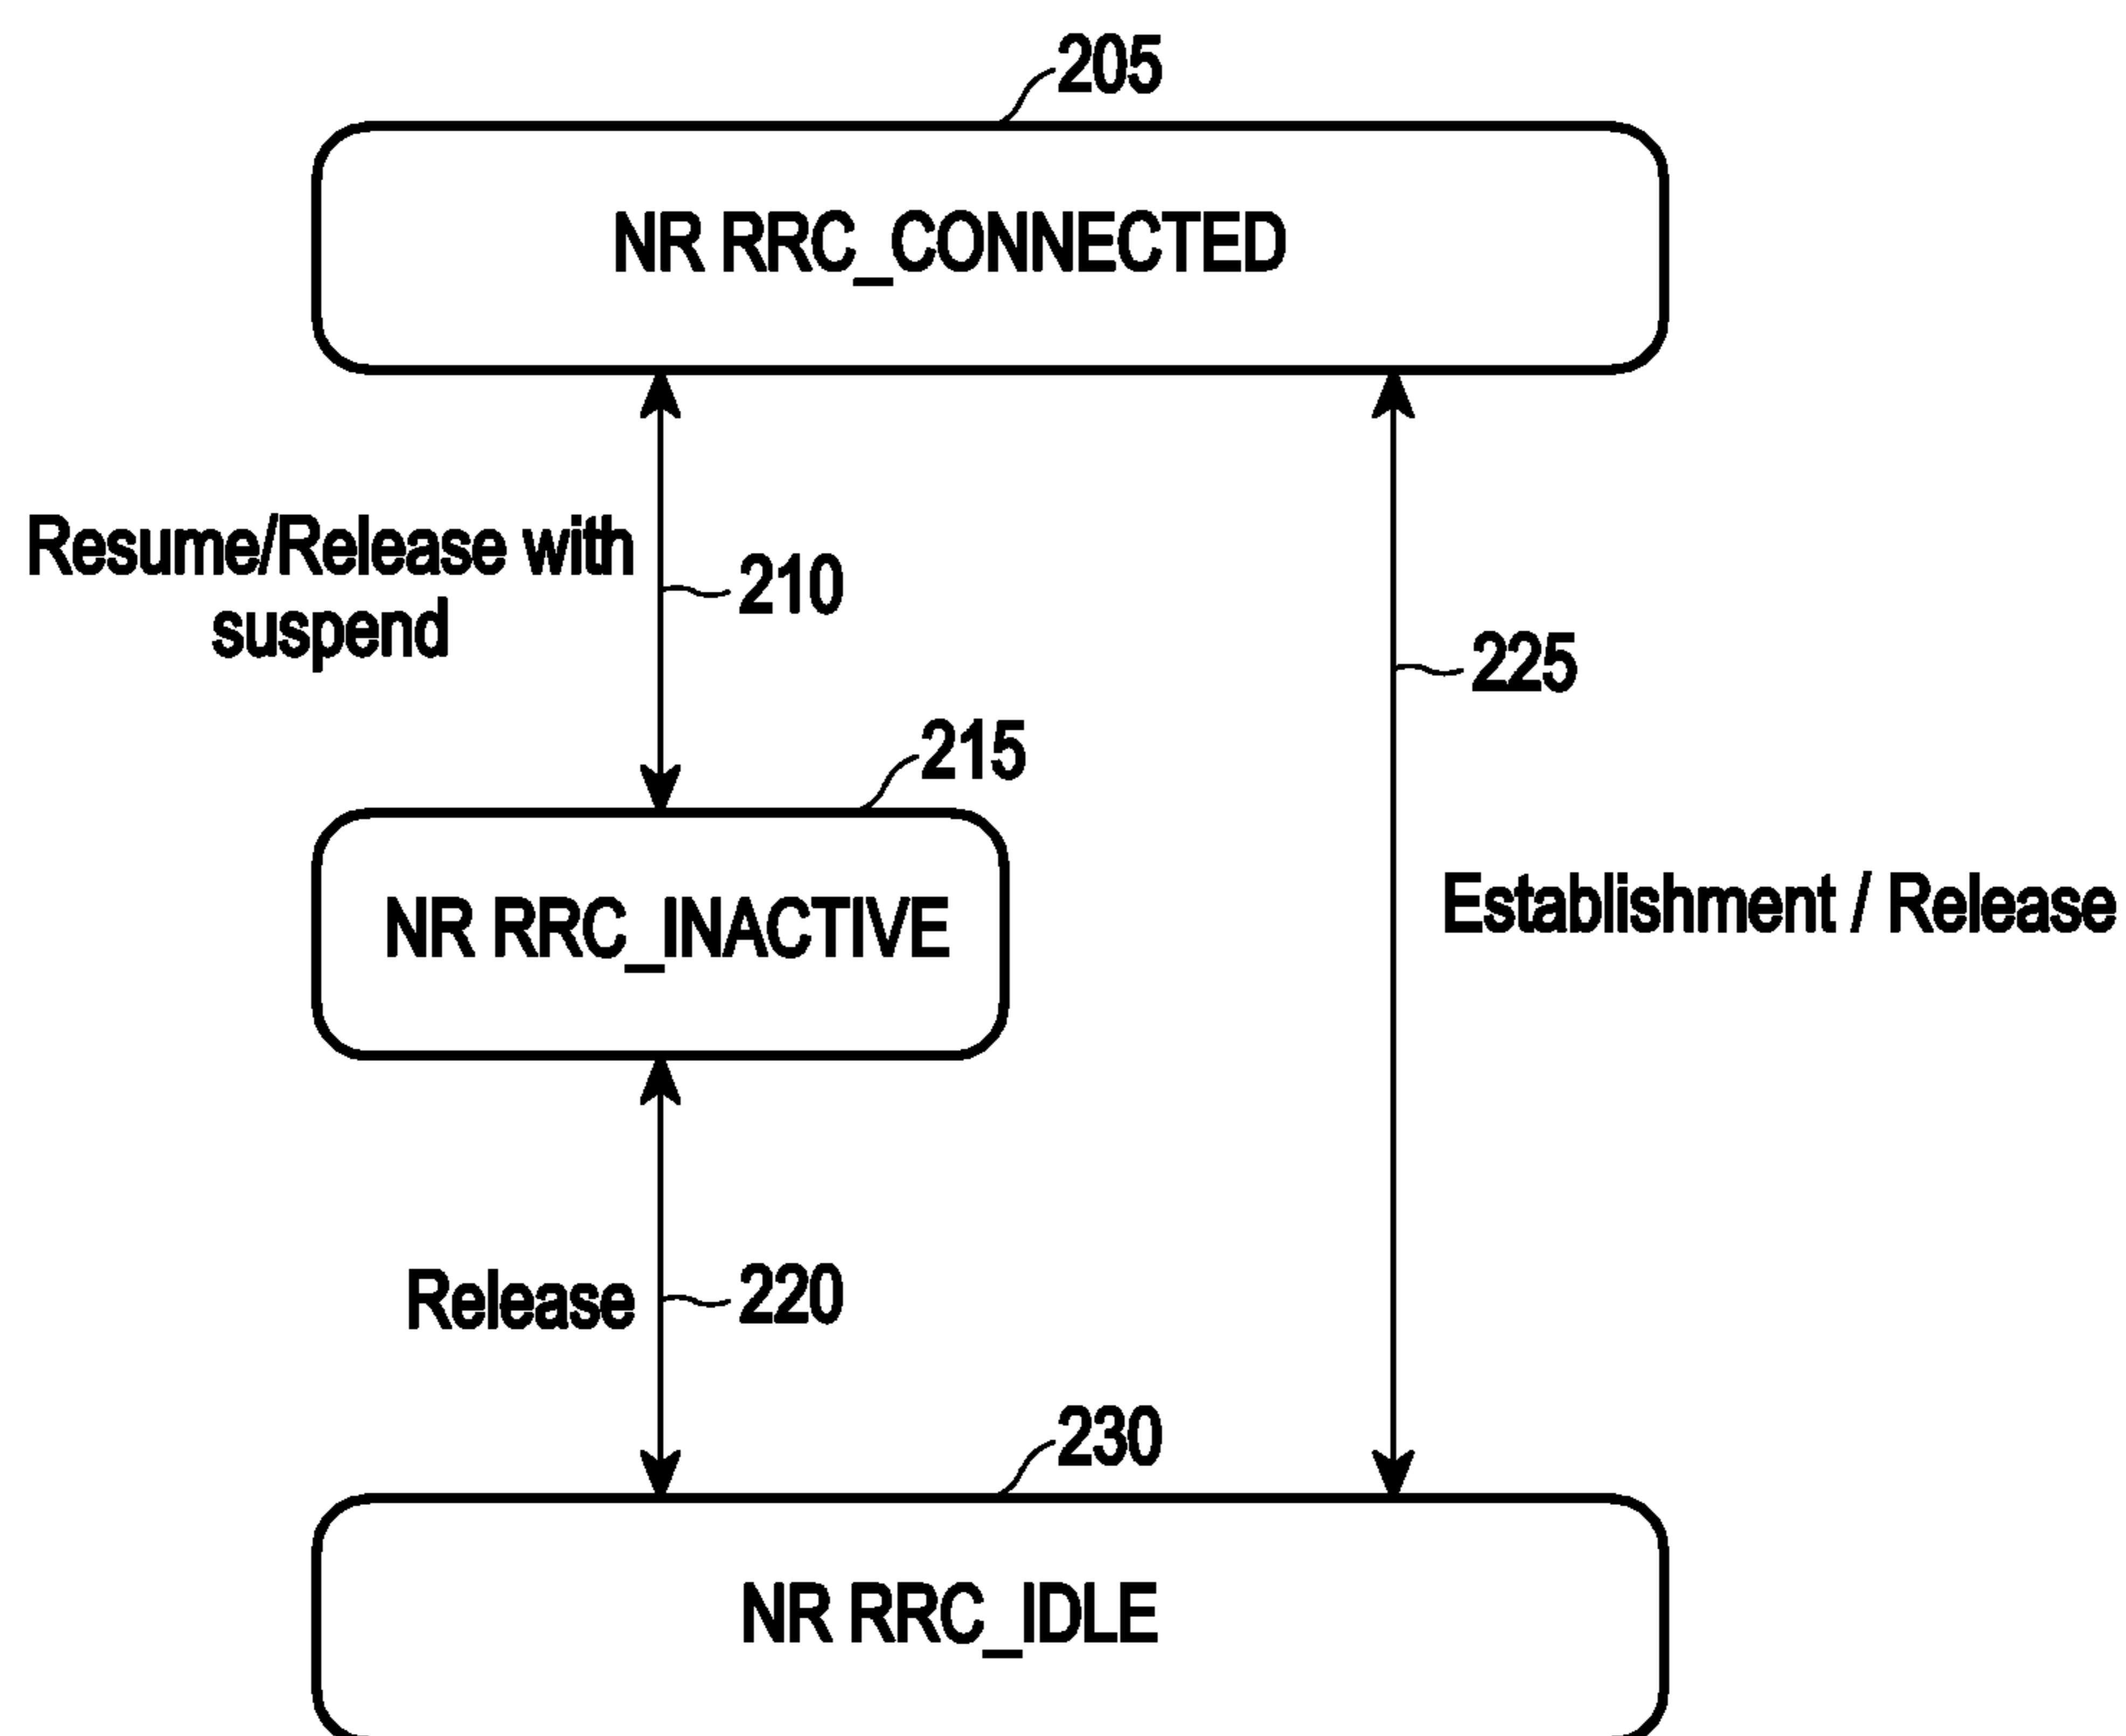 205
NR RRC_CONNECTED
Resume/Release with
suspend
210
225
215
Establishment / Release
NR RRC_INACTIVE
Release
220
230
NR RRC_IDLE